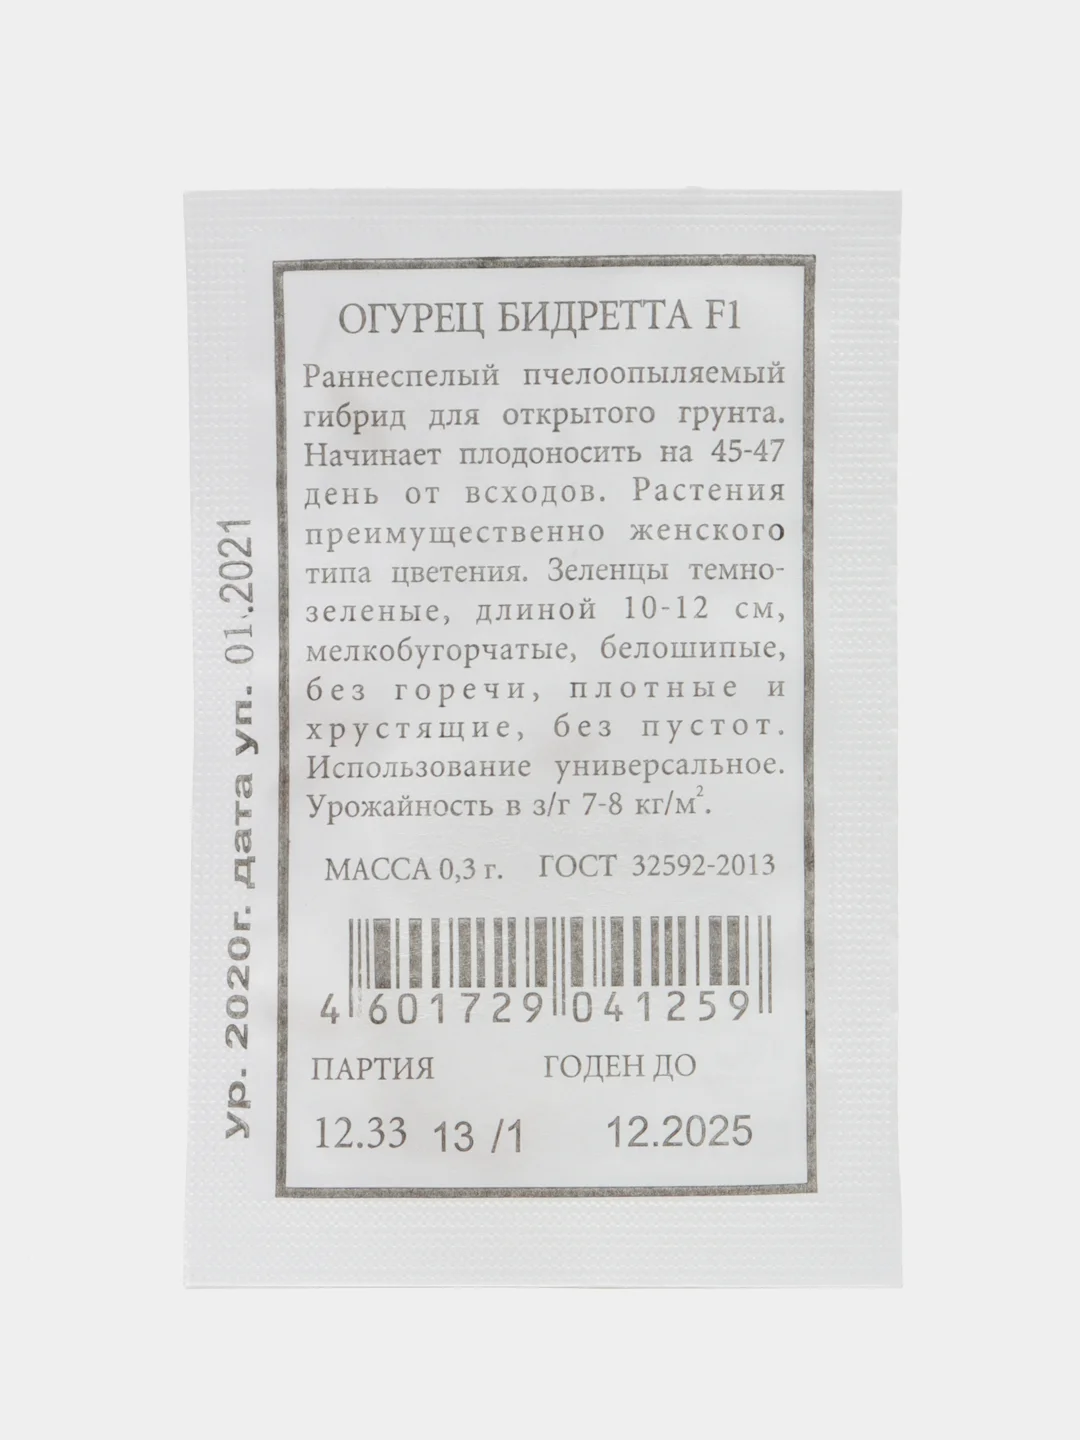 ОГУРЕЦ БИДРЕТТА F1
Раннеспелый пчелоопыляемый
гибрид для открытого грунта.
Начинает плодоносить на 45-47
день от всходов. Растения
преимущественно женского
типа цветения. Зеленцы темно-
зеленые, длиной 10-12 см,
мелкобугорчатые, белошипые,
без горечи, плотные и
хрустящие, без пустот.
Использование универсальное.
Урожайность в з/г 7-8 кг/м².
МАССА 0,3 г. ГОСТ 32592-2013
4 601729 041259
ПАРТИЯ ГОДЕН ДО
12.33 13 /1 12.2025
ур. 2020г. дата уп. 01.2021